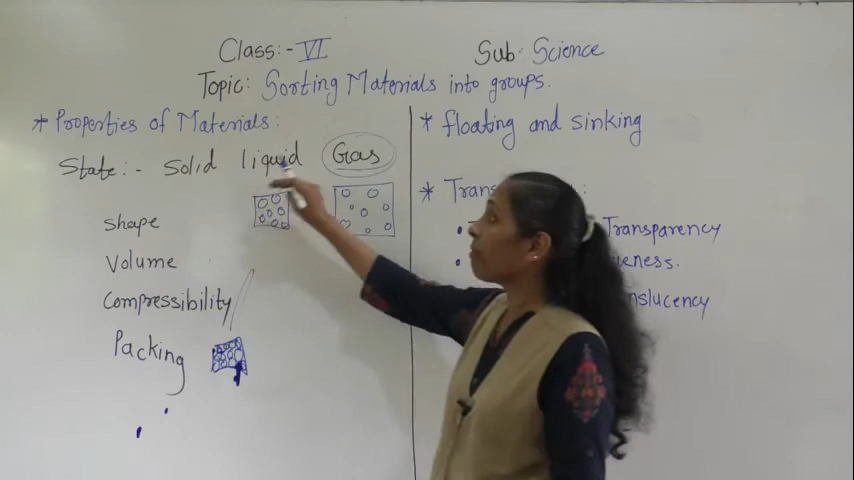 Class:- VI
Sub: Science
Topic: Sorting Materials into groups.
* Properties of Materials:
State:- Solid liquid Gas
Shape
Volume
Compressibility
Packing
* floating and sinking
* :
• Transparency
•